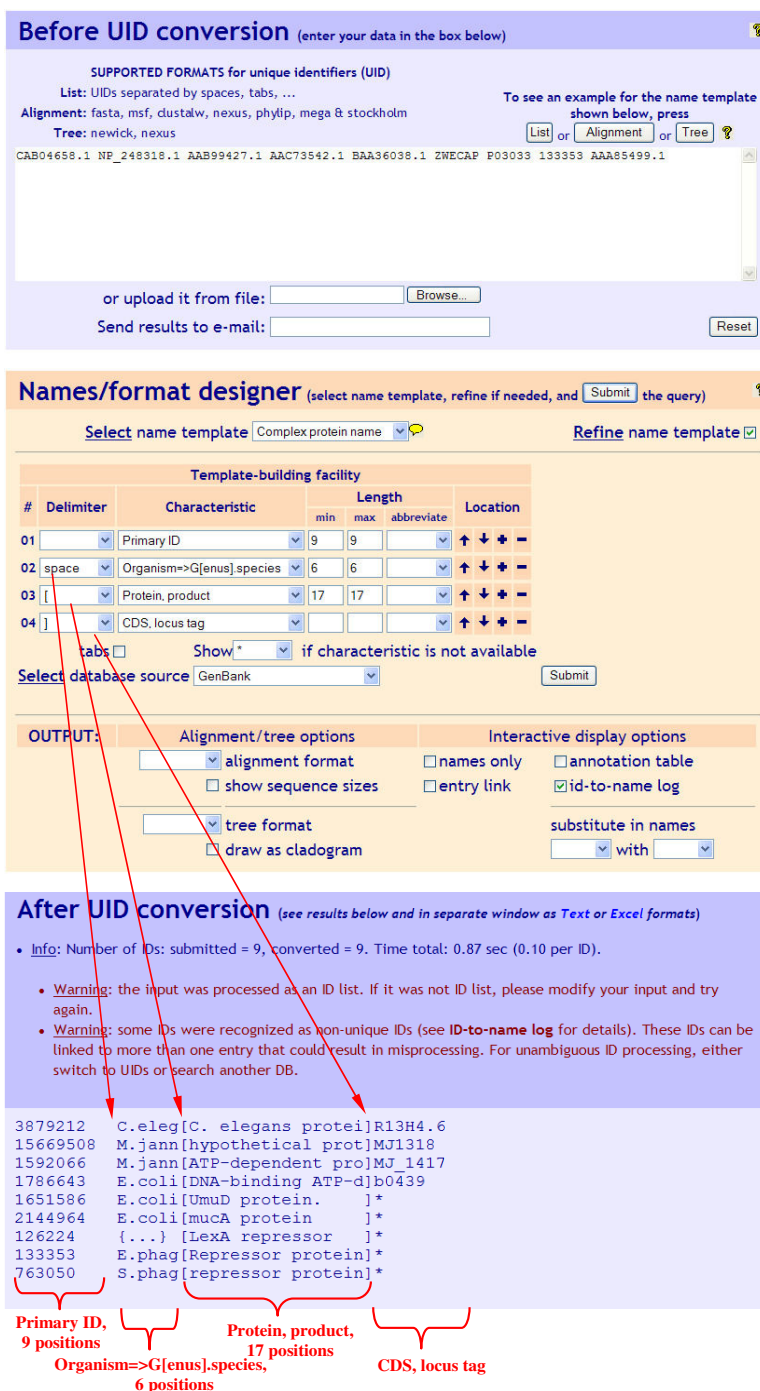 Before UID conversion (enter your data in the box below)
SUPPORTED FORMATS for unique identifiers (UID)
List: UIDs separated by spaces, tabs, ...
Alignment: fasta, msf, clustalw, nexus, phylip, mega & stockholm
Tree: newick, nexus
To see an example for the name template
shown below, press
List or Alignment or Tree ?
CAB04658.1 NP_248318.1 AAB99427.1 AAC73542.1 BAA36038.1 ZWECAP P03033 133353 AAA85499.1
or upload it from file: Browse...
Send results to e-mail: Reset
Names/format designer (select name template, refine if needed, and Submit the query)
Select name template Complex protein name Refine name template
Template-building facility
# Delimiter Characteristic Length Location
min max abbreviate
01 Primary ID 9 9
02 space Organism=>G[enus].species 6 6
03 [ Protein, product 17 17
04 ] CDS, locus tag
tabs Show * if characteristic is not available
Select database source GenBank Submit
OUTPUT: Alignment/tree options Interactive display options
alignment format names only annotation table
show sequence sizes entry link id-to-name log
tree format substitute in names
draw as cladogram with
After UID conversion (see results below and in separate window as Text or Excel formats)
• Info: Number of IDs: submitted = 9, converted = 9. Time total: 0.87 sec (0.10 per ID).
• Warning: the input was processed as an ID list. If it was not ID list, please modify your input and try
again.
• Warning: some IDs were recognized as non-unique IDs (see ID-to-name log for details). These IDs can be
linked to more than one entry that could result in misprocessing. For unambiguous ID processing, either
switch to UIDs or search another DB.
3879212 C.eleg[C. elegans protei]R13H4.6
15669508 M.jann[hypothetical prot]MJ1318
1592066 M.jann[ATP-dependent pro]MJ_1417
1786643 E.coli[DNA-binding ATP-d]b0439
1651586 E.coli[UmuD protein. ]*
2144964 E.coli[mucA protein ]*
126224 {...} [LexA repressor ]*
133353 E.phag[Repressor protein]*
763050 S.phag[repressor protein]*
Primary ID,
9 positions
Organism=>G[enus].species,
6 positions
Protein, product,
17 positions
CDS, locus tag